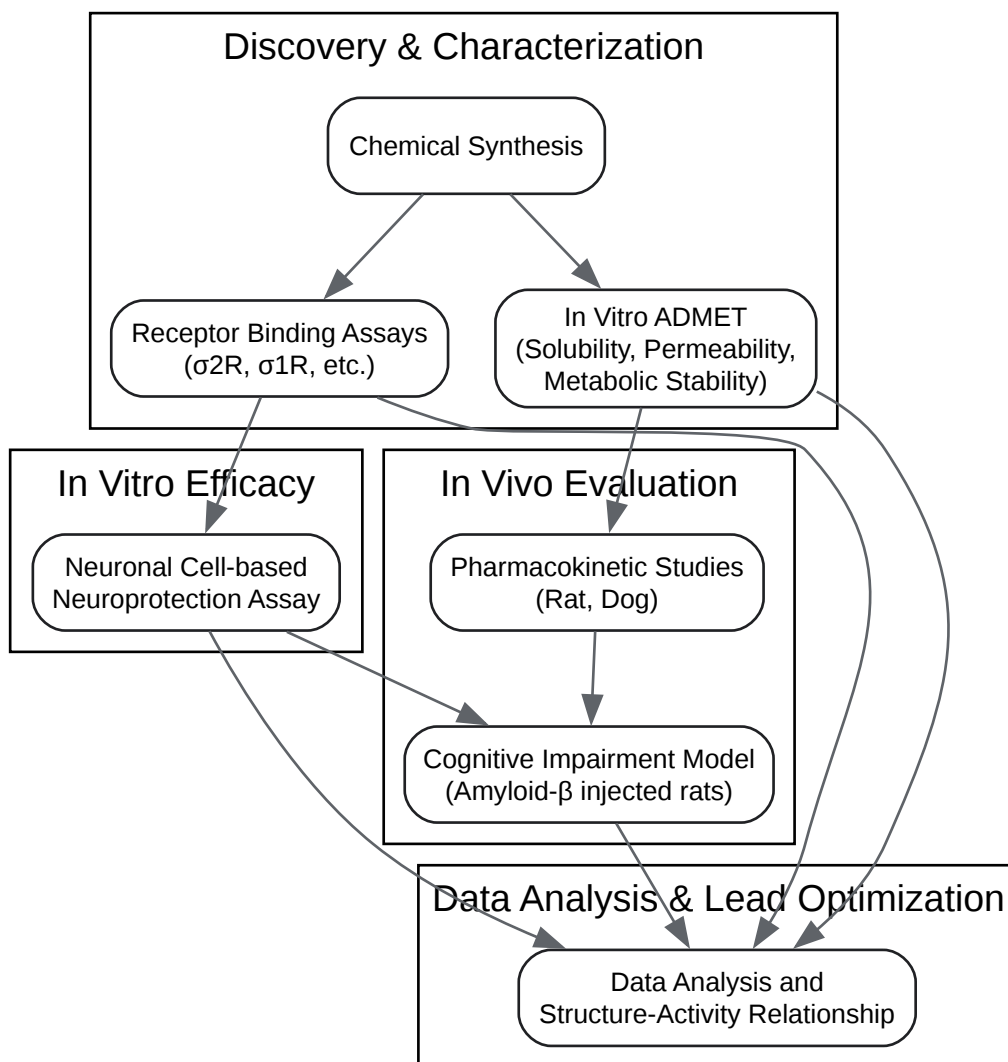 Discovery & Characterization
Chemical Synthesis
Receptor Binding Assays
(σ2R, σ1R, etc.)
In Vitro ADMET
(Solubility, Permeability,
Metabolic Stability)
In Vitro Efficacy
Neuronal Cell-based
Neuroprotection Assay
In Vivo Evaluation
Pharmacokinetic Studies
(Rat, Dog)
Cognitive Impairment Model
(Amyloid-β injected rats)
Data Analysis & Lead Optimization
Data Analysis and
Structure-Activity Relationship